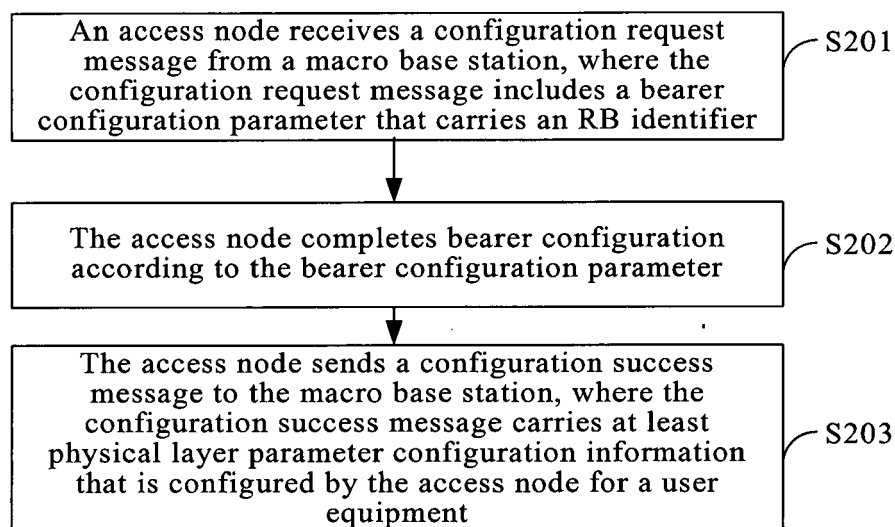 An access node receives a configuration request
message from a macro base station, where the
configuration request message includes a bearer
configuration parameter that carries an RB identifier
S201
The access node completes bearer configuration
according to the bearer configuration parameter
S202
The access node sends a configuration success
message to the macro base station, where the
configuration success message carries at least
physical layer parameter configuration information
that is configured by the access node for a user
equipment
S203